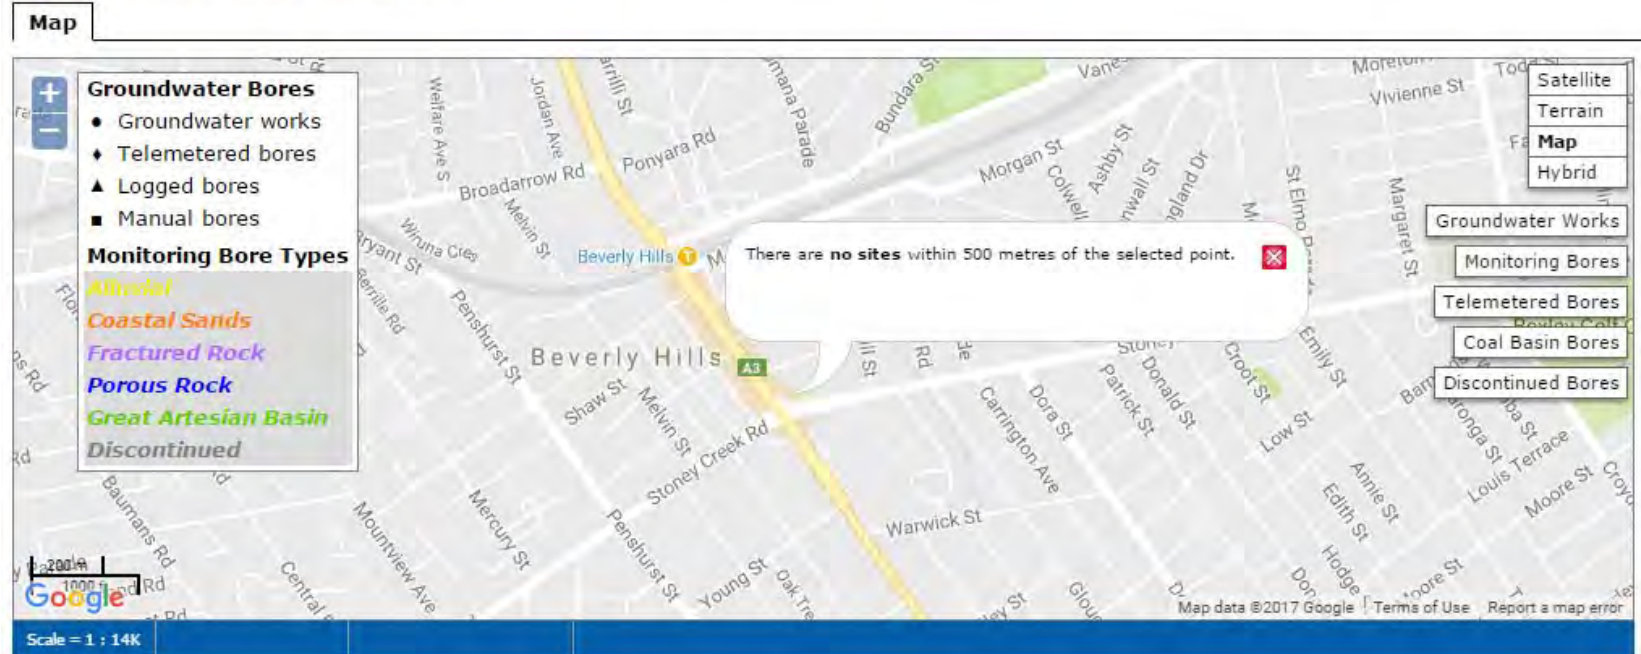 Map
Groundwater Bores
Groundwater works
Telemetered bores
Logged bores
Manual bores
Monitoring Bore Types
Alluvial
Coastal Sands
Fractured Rock
Porous Rock
Great Artesian Basin
Discontinued
Satellite
Terrain
Map
Hybrid
Groundwater Works
Monitoring Bores
Telemetered Bores
Coal Basin Bores
Discontinued Bores
There are no sites within 500 metres of the selected point.
Welfare Ave S
Jordan Ave
Broadarrow Rd
Ponyara Rd
Bundara St
Vivienne St
Morgan St
Ashby St
Colwell
Margaret St
Melvin St
Wiruna Cres
Beverly Hills
Penshurst St
Beverly Hills
A3
Shaw St
Melvin St
Stoney Creek Rd
Rd
Carrington Ave
Dora St
Patrick St
Donald St
Croot St
Emily St
Low St
Louis Terrace
Moore St
Annie St
Edith St
Baumans Rd
Mountview Ave
Mercury St
Penshurst St
Young St
Oak Tre
Warwick St
Central
Hodge
200 m
1000 f
Google
Map data ©2017 Google
Terms of Use
Report a map error
Scale = 1 : 14K